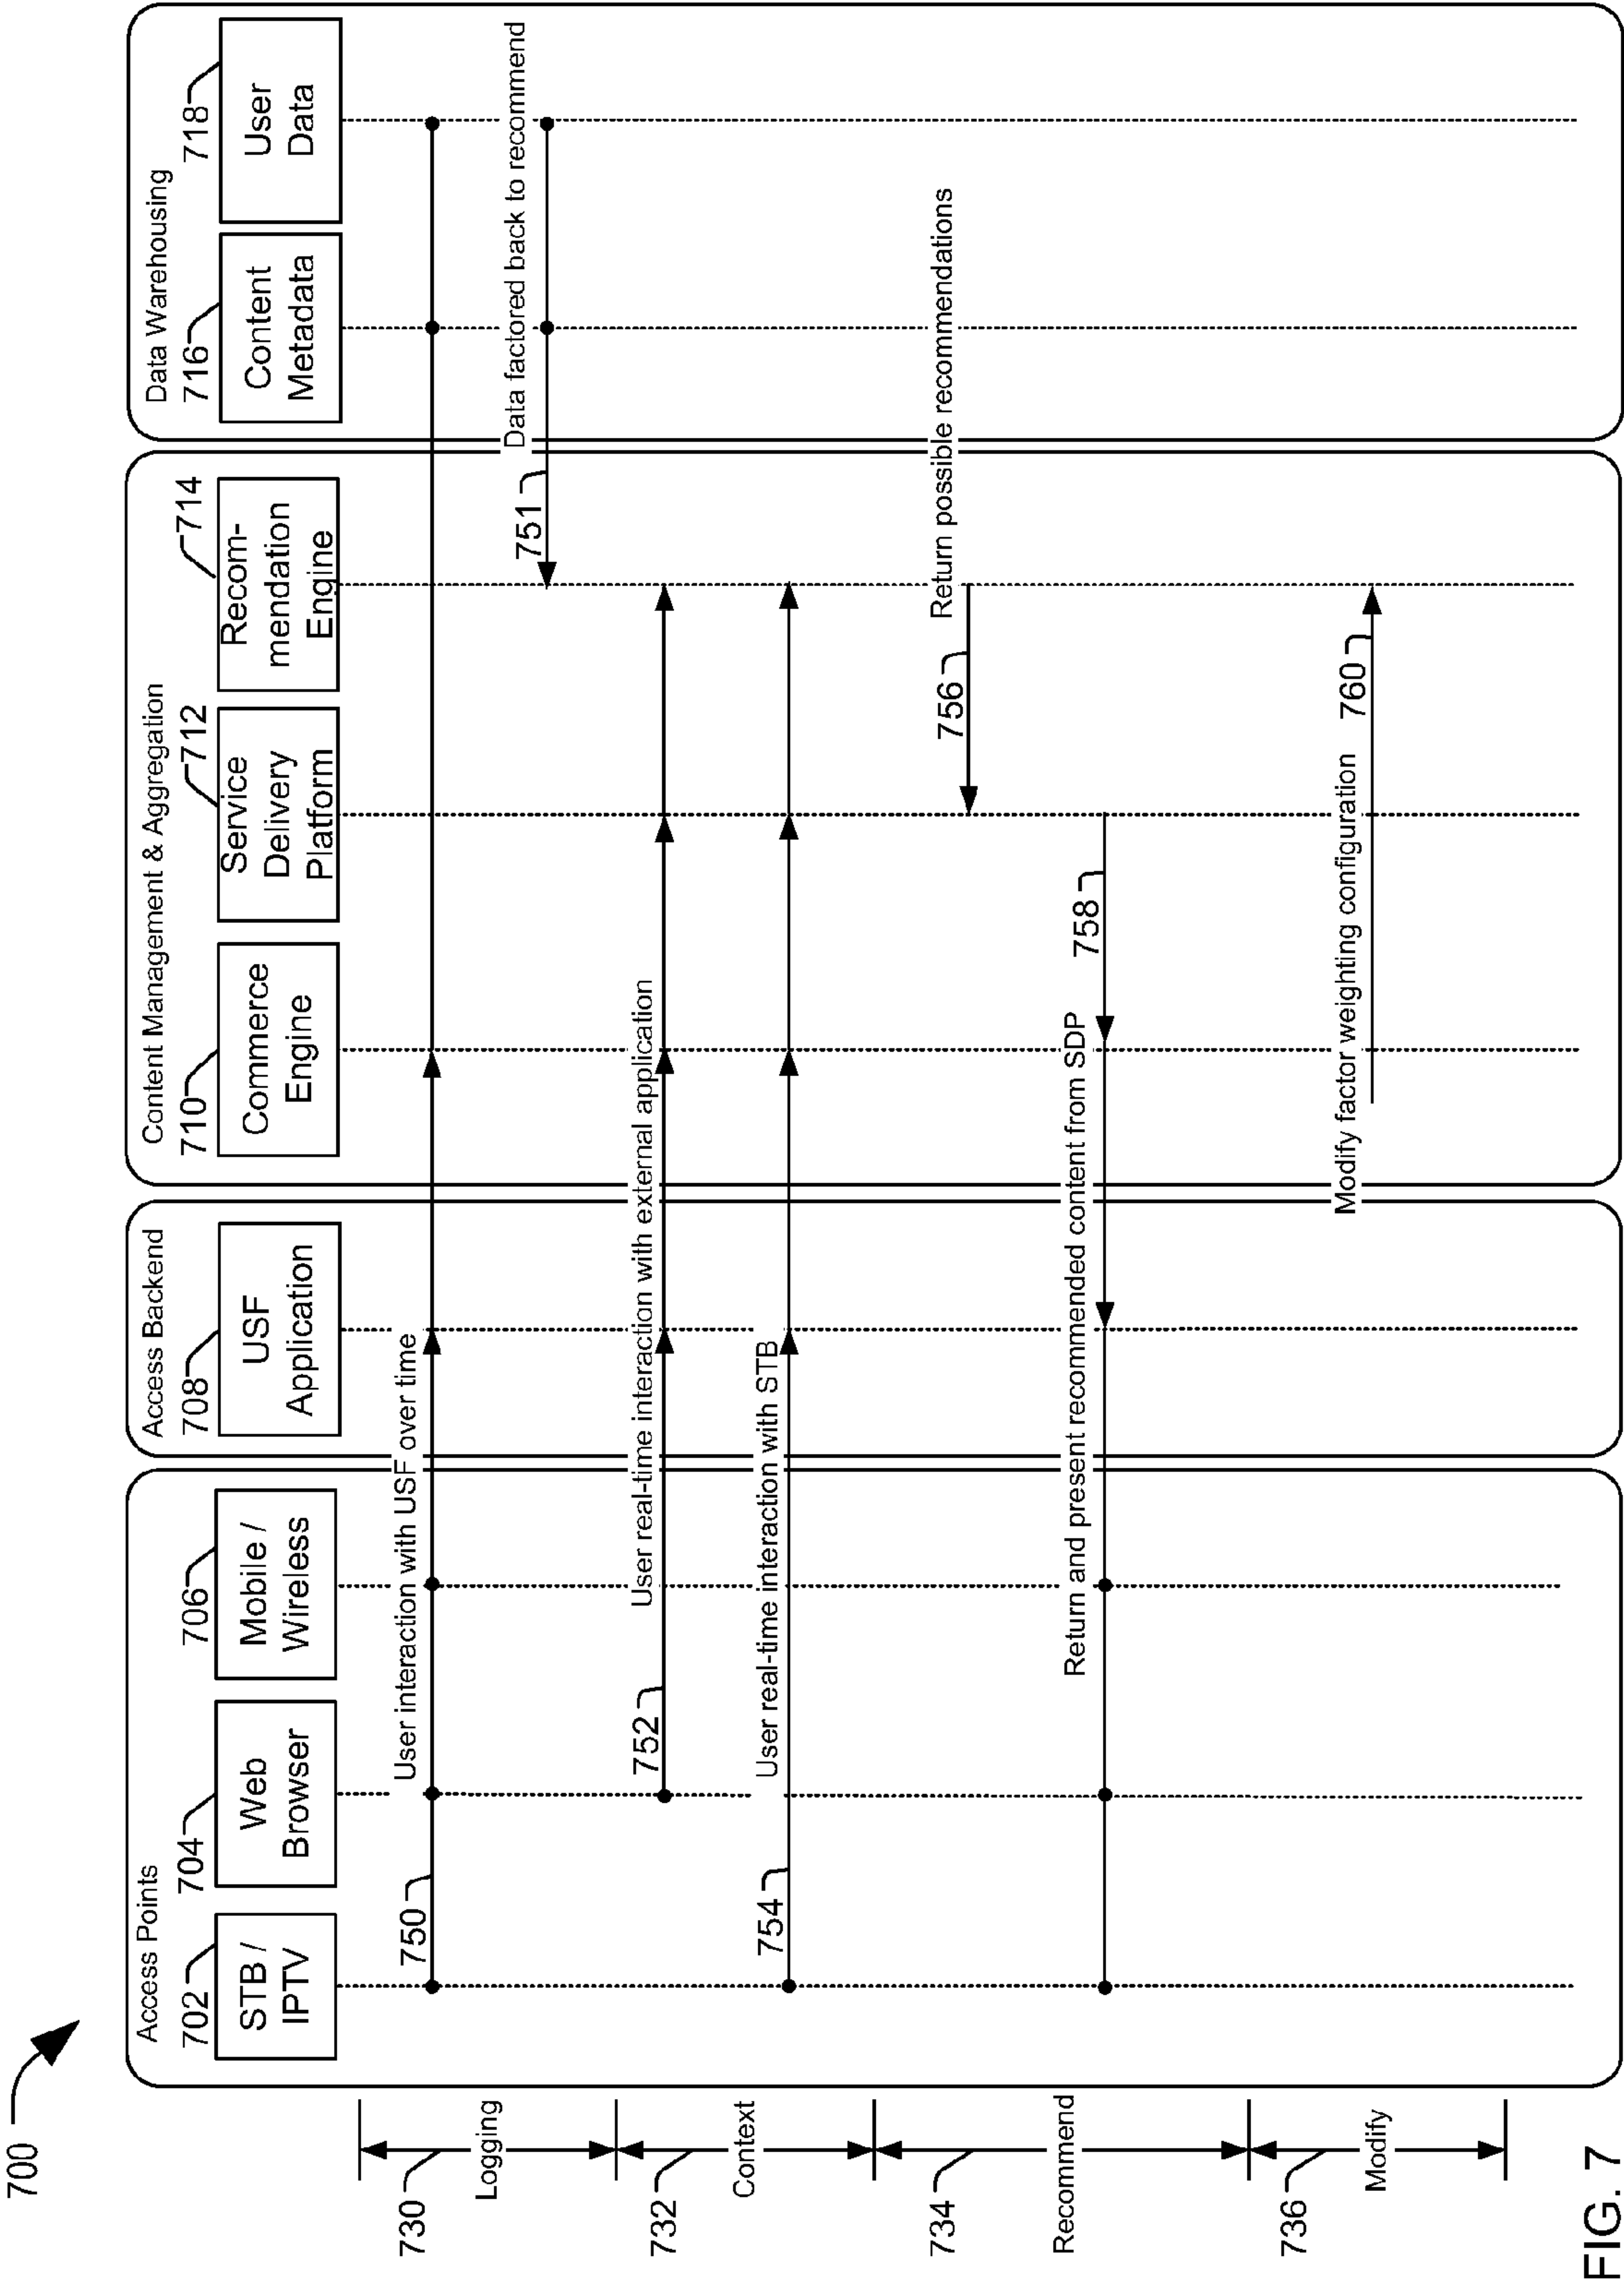 700
Access Points
702
STB /
IPTV
704
Web
Browser
706
Mobile /
Wireless
Access Backend
708
USF
Application
Content Management & Aggregation
710
Commerce
Engine
712
Service
Delivery
Platform
714
Recom-
mendation
Engine
Data Warehousing
716
Content
Metadata
718
User
Data
730
Logging
750
User interaction with USF over time
751
Data factored back to recommend
732
Context
752
User real-time interaction with external application
754
User real-time interaction with STB
734
Recommend
756
Return possible recommendations
758
Return and present recommended content from SDP
736
Modify
Modify factor weighting configuration
760
FIG. 7